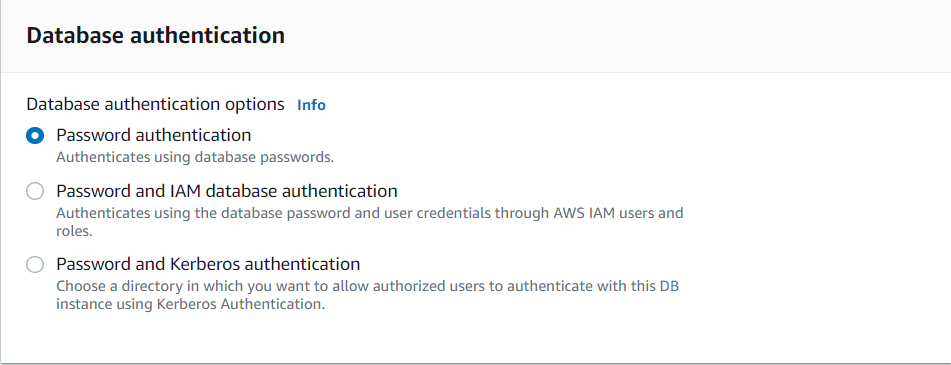 Database authentication
Database authentication options Info
Password authentication
Authenticates using database passwords.
Password and IAM database authentication
Authenticates using the database password and user credentials through AWS IAM users and
roles.
Password and Kerberos authentication
Choose a directory in which you want to allow authorized users to authenticate with this DB
instance using Kerberos Authentication.